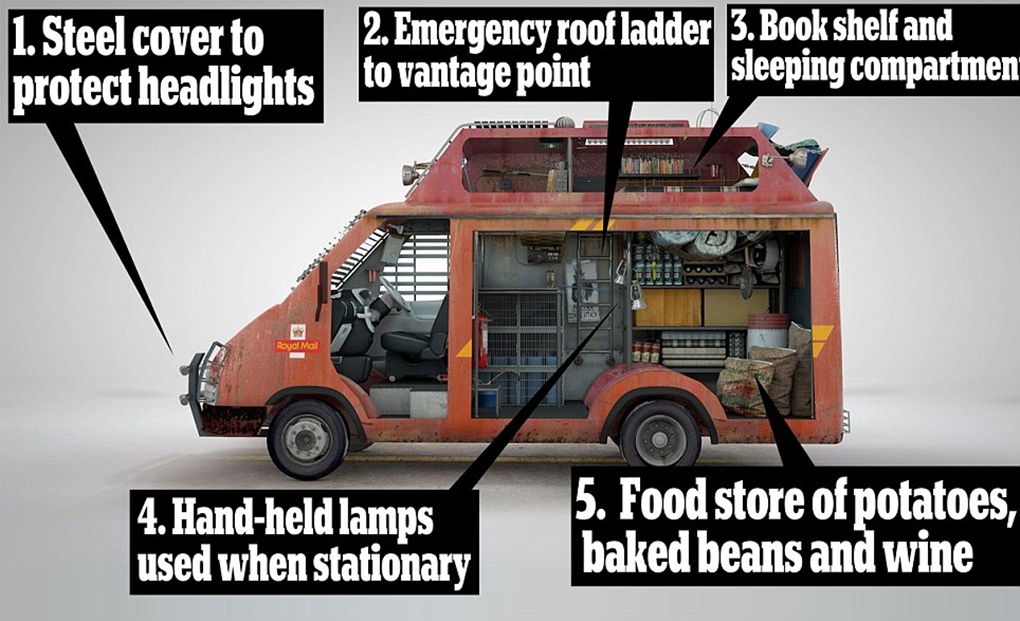 1. Steel cover to
protect headlights
2. Emergency roof ladder
to vantage point
3. Book shelf and
sleeping compartmen
4. Hand-held lamps
used when stationary
5. Food store of potatoes,
baked beans and wine
Royal Mail